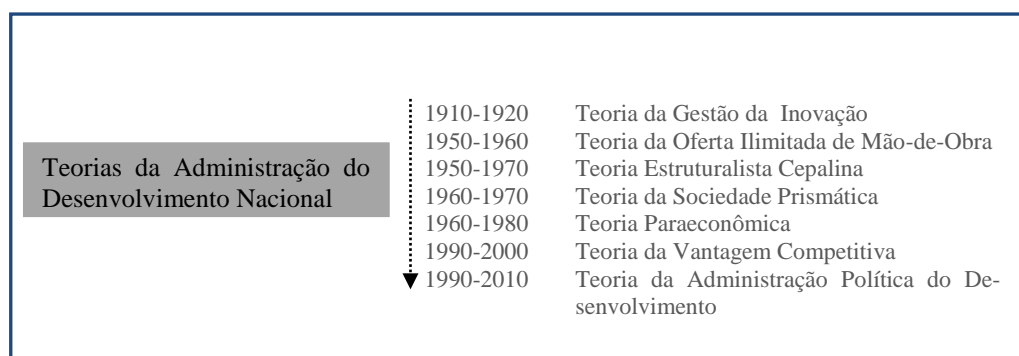 1910-1920 Teoria da Gestão da Inovação
1950-1960 Teoria da Oferta Ilimitada de Mão-de-Obra
1950-1970 Teoria Estruturalista Cepalina
Teorias da Administração do
Desenvolvimento Nacional
1960-1970 Teoria da Sociedade Prismática
1960-1980 Teoria Paraeconômica
1990-2000 Teoria da Vantagem Competitiva
1990-2010 Teoria da Administração Política do De-
senvolvimento